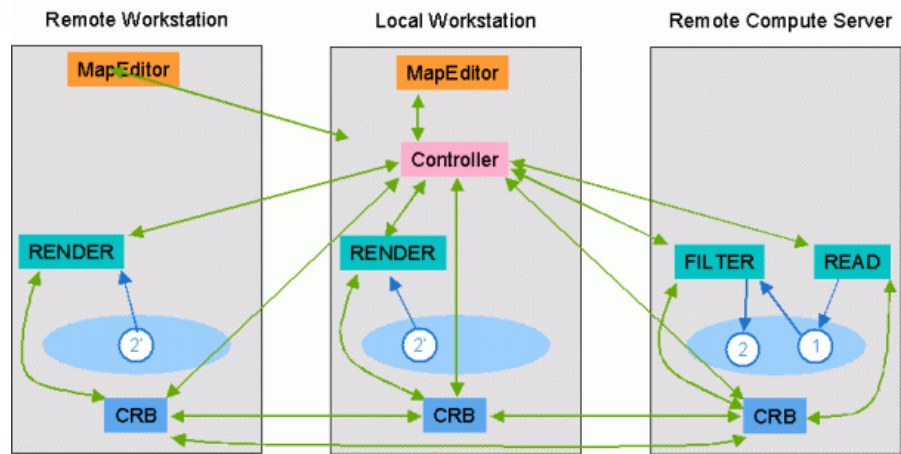 Remote Workstation
Local Workstation
Remote Compute Server
MapEditor
MapEditor
Controller
RENDER
RENDER
FILTER
READ
2'
2'
2
1
CRB
CRB
CRB